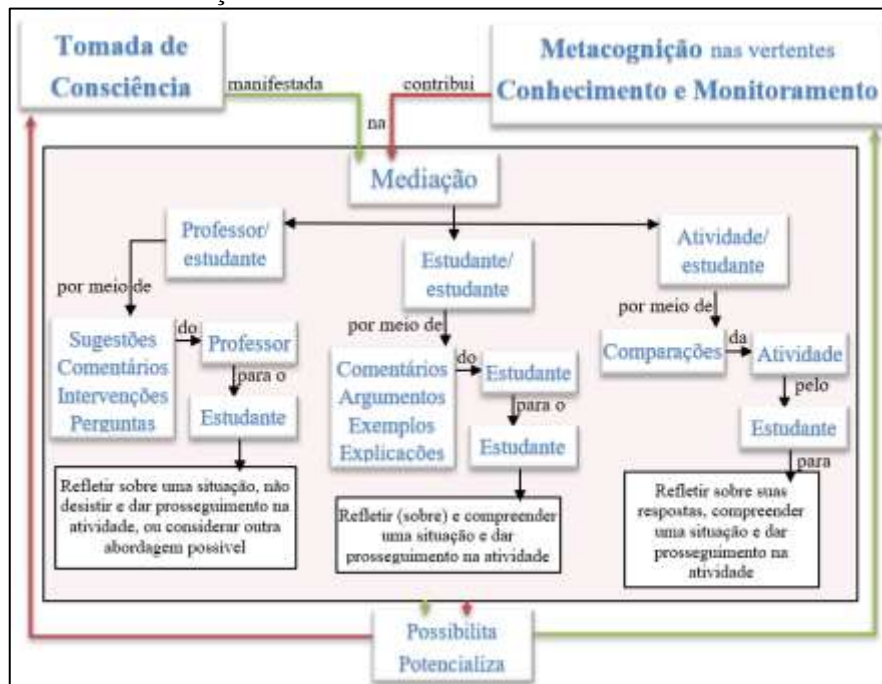 Tomada de
Consciência
Metacognição nas vertentes
Conhecimento e Monitoramento
manifestada
contribui
na
Mediação
Professor/
estudante
Estudante/
estudante
Atividade/
estudante
por meio de
por meio de
por meio de
Sugestões
Comentários
Intervenções
Perguntas
do
Professor
para o
Estudante
Comentários
Argumentos
Exemplos
Explicações
do
Estudante
para o
Estudante
Comparações
da
Atividade
pelo
Estudante
para
Refletir sobre uma situação, não
desistir e dar prosseguimento na
atividade, ou considerar outra
abordagem possível
Refletir (sobre) e compreender
uma situação e dar
prosseguimento na atividade
Refletir sobre suas
respostas, compreender
uma situação e dar
prosseguimento na
atividade
Possibilita
Potencializa